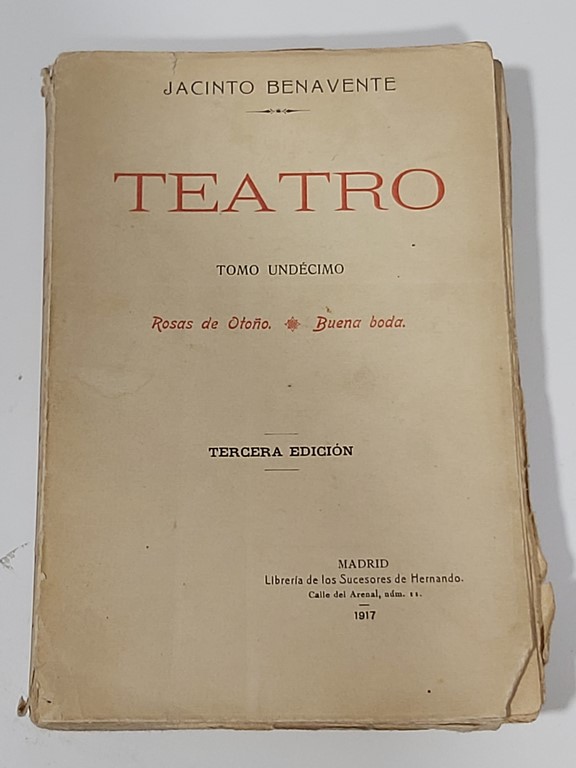 JACINTO BENAVENTE
TEATRO
TOMO UNDÉCIMO
Rosas de Otoño. Buena boda.
TERCERA EDICIÓN
MADRID
Librería de los Sucesores de Hernando.
Calle del Arenal, núm. 11.
1917